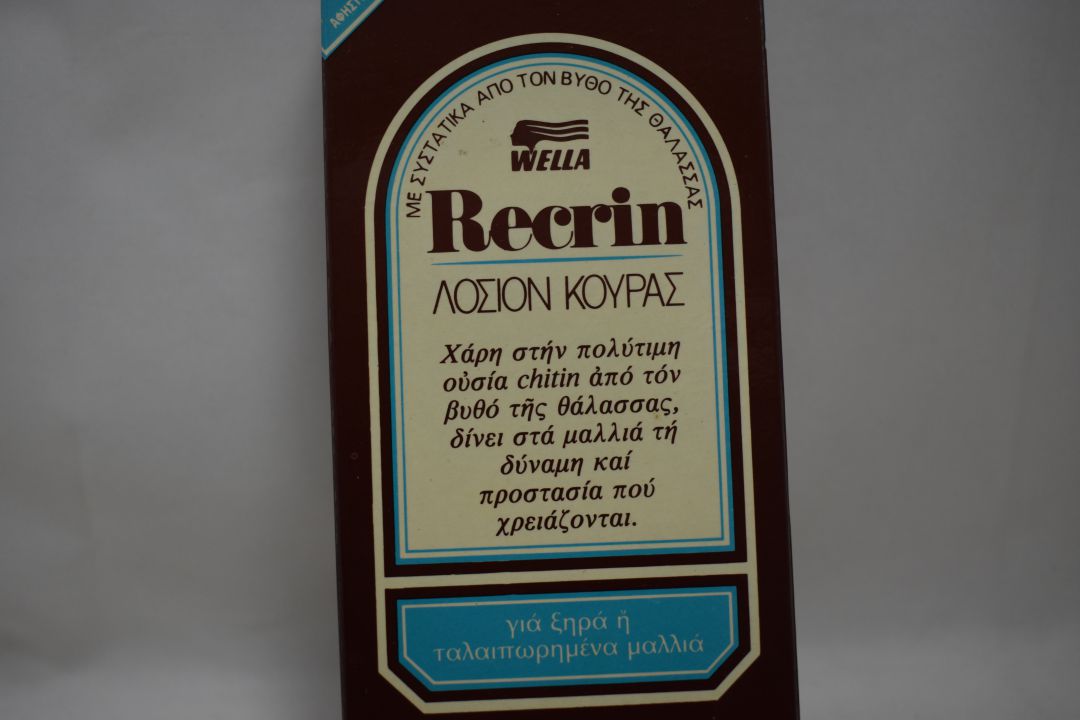 ΜΕ ΣΥΣΤΑΤΙΚΑ ΑΠΟ ΤΟΝ ΒΥΘΟ ΤΗΣ ΘΑΛΑΣΣΑΣ
WELLA
Recrin
ΛΟΣΙΟΝ ΚΟΥΡΑΣ
Χάρη στήν πολύτιμη
οὐσία chitin ἀπό τόν
βυθό τῆς θάλασσας,
δίνει στά μαλλιά τή
δύναμη καί
προστασία πού
χρειάζονται.
γιά ξηρά ἤ
ταλαιπωρημένα μαλλιά